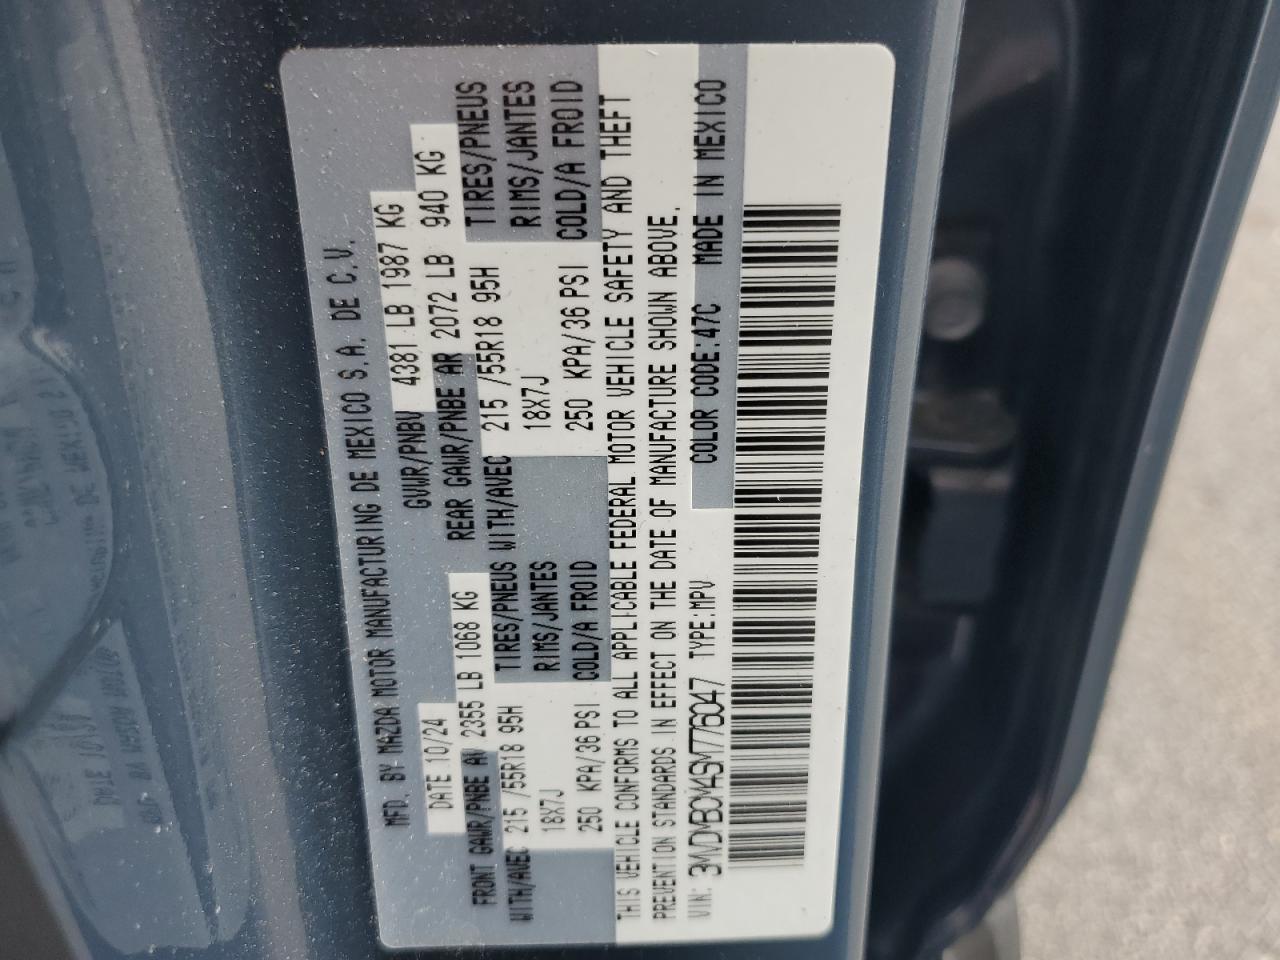 MFD. BY MAZDA MOTOR MANUFACTURING DE MEXICO S.A. DE C.V.
DATE 10/24 GVWR/PNBV 4381 LB 1987 KG
FRONT GAWR/PNBE AV 2355 LB 1068 KG REAR GAWR/PNBE AR 2072 LB 940 KG
WITH/AVEC 215 /55R18 95H TIRES/PNEUS WITH/AVEC 215 /55R18 95H TIRES/PNEUS
18X7J RIMS/JANTES 18X7J RIMS/JANTES
250 KPA/36 PSI COLD/A FROID 250 KPA/36 PSI COLD/A FROID
THIS VEHICLE CONFORMS TO ALL APPLICABLE FEDERAL MOTOR VEHICLE SAFETY AND THEFT
PREVENTION STANDARDS IN EFFECT ON THE DATE OF MANUFACTURE SHOWN ABOVE.
VIN: 3MVDMBCM4SM776047 TYPE:MPV COLOR CODE:47C MADE IN MEXICO